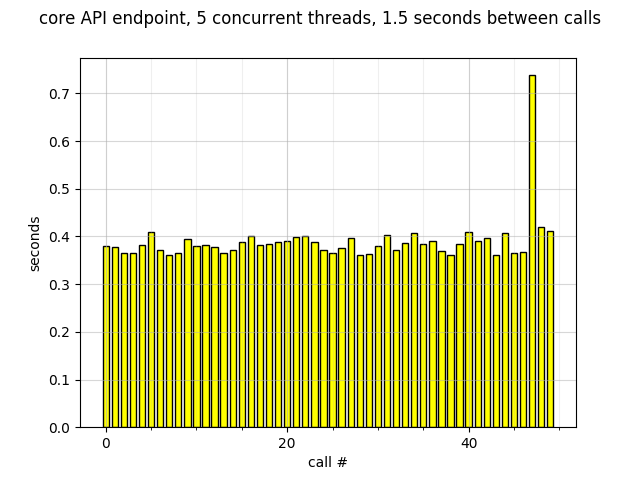 core API endpoint, 5 concurrent threads, 1.5 seconds between calls
0.7
0.6
0.5
0.4
0.3
0.2
0.1
0.0
seconds
0 20 40
call #